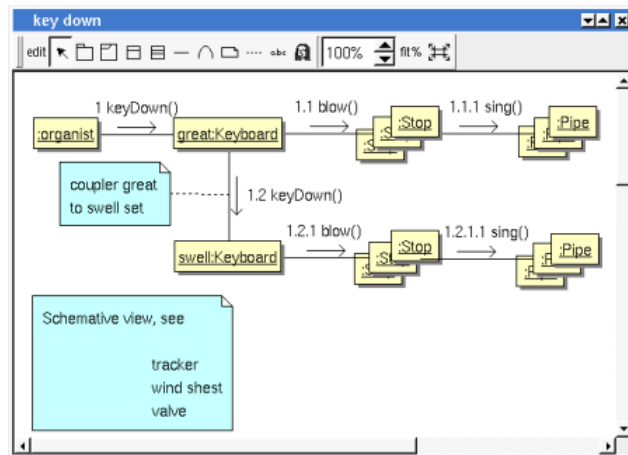 key down
edit
abc
100%
fit%
1 keyDown()
1.1 blow()
1.1.1 sing()
:organist
great:Keyboard
:Stop
:Pipe
coupler great
to swell set
1.2 keyDown()
1.2.1 blow()
1.2.1.1 sing()
swell:Keyboard
:Stop
:Pipe
Schemative view, see
tracker
wind shest
valve